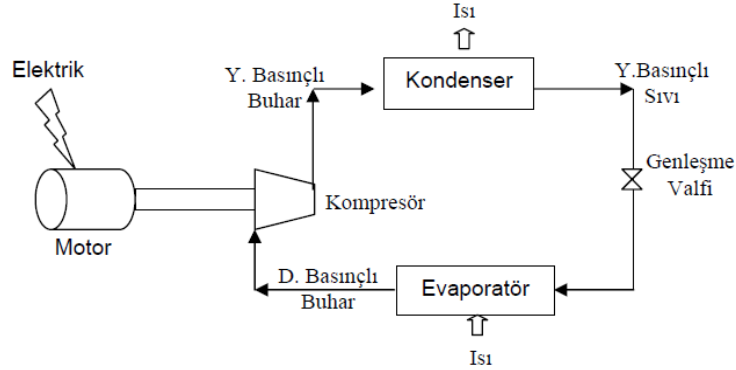 Isı
Elektrik
Y. Basınçlı
Buhar
Kondenser
Y.Basınçlı
Sıvı
Genleşme
Valfi
Kompresör
Motor
D. Basınçlı
Buhar
Evaporatör
Isı